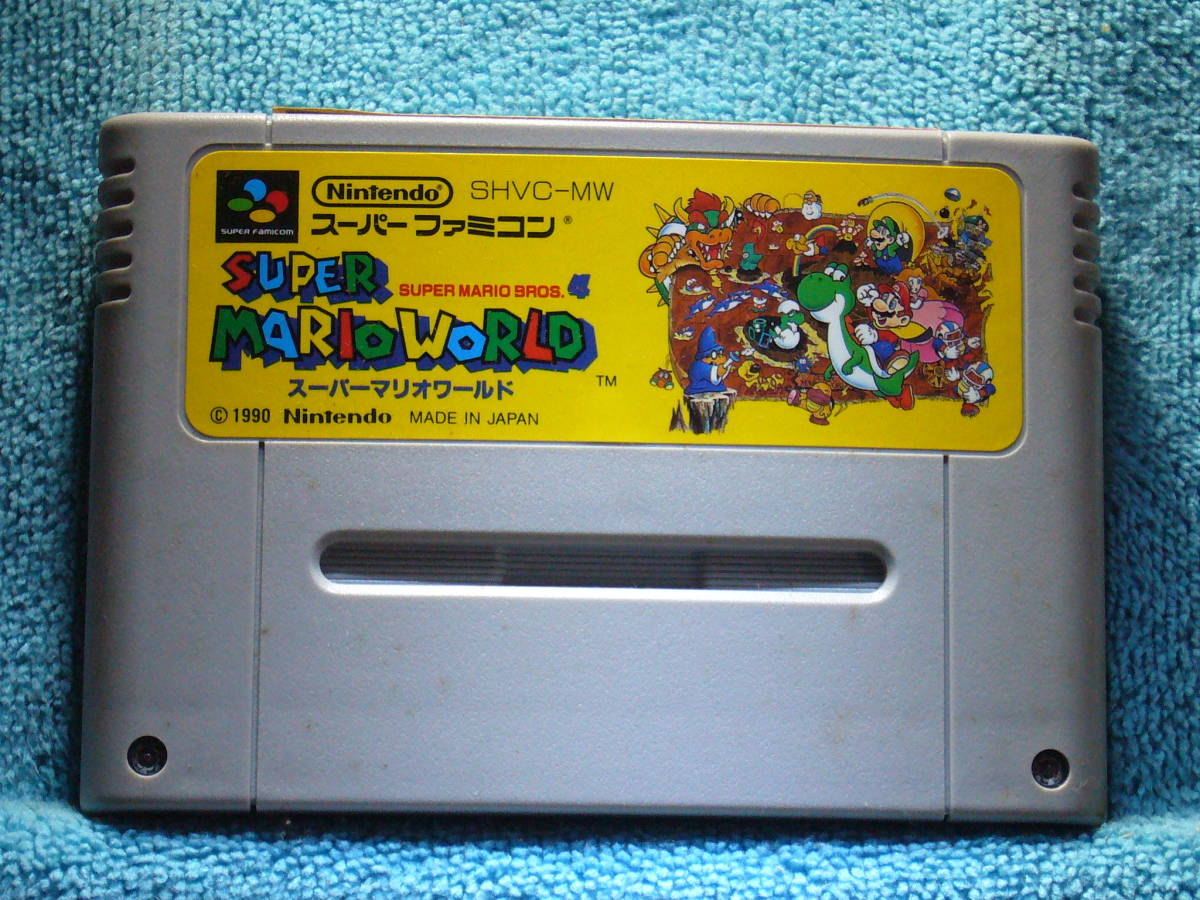 Nintendo® SHVC-MW
SUPER FAMICOM
スーパーファミコン®
SUPER
SUPER MARIO BROS. 4
MARIO WORLD
スーパーマリオワールド TM
© 1990 Nintendo MADE IN JAPAN